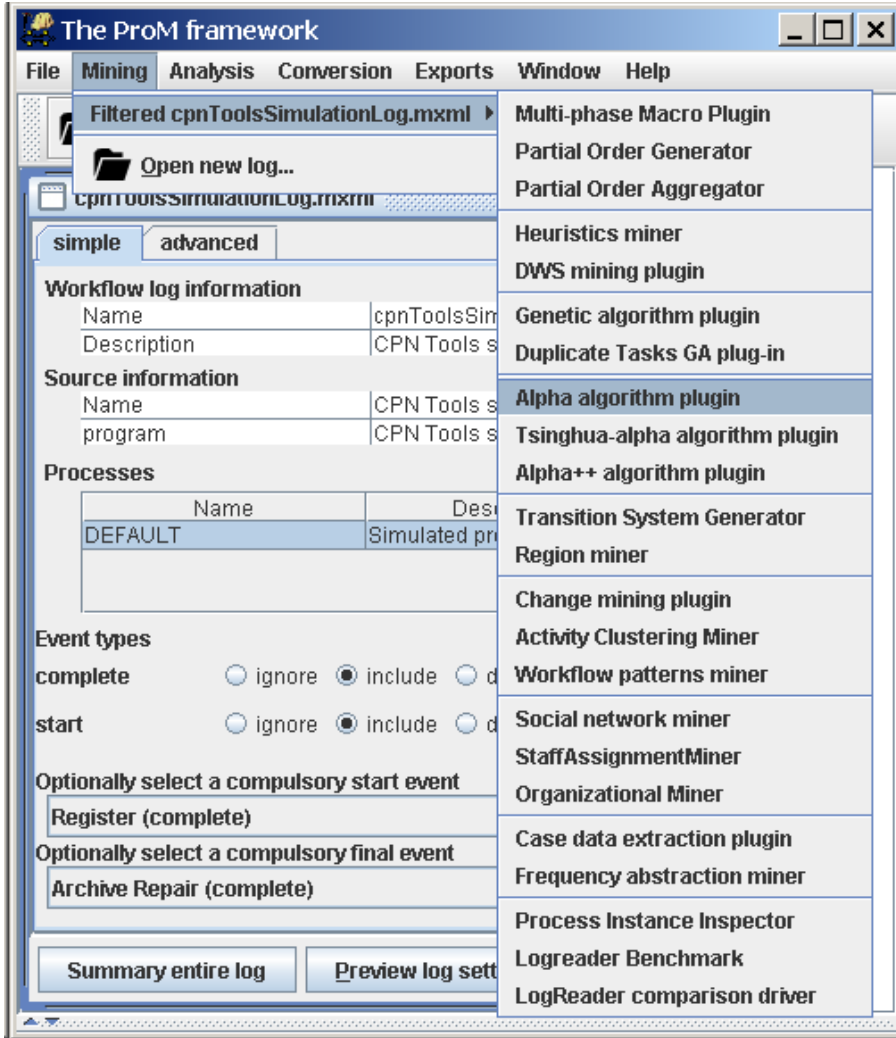 The ProM framework
File Mining Analysis Conversion Exports Window Help
Filtered cpnToolsSimulationLog.mxml
Open new log...
Multi-phase Macro Plugin
Partial Order Generator
Partial Order Aggregator
Heuristics miner
DWS mining plugin
Genetic algorithm plugin
Duplicate Tasks GA plug-in
Alpha algorithm plugin
Tsinghua-alpha algorithm plugin
Alpha++ algorithm plugin
Transition System Generator
Region miner
Change mining plugin
Activity Clustering Miner
Workflow patterns miner
Social network miner
StaffAssignmentMiner
Organizational Miner
Case data extraction plugin
Frequency abstraction miner
Process Instance Inspector
Logreader Benchmark
LogReader comparison driver
cpnToolsSimulationLog.mxml
simple advanced
Workflow log information
Name cpnToolsSim
Description CPN Tools s
Source information
Name CPN Tools s
program CPN Tools s
Processes
Name Des
DEFAULT Simulated pr
Event types
complete ignore include d
start ignore include d
Optionally select a compulsory start event
Register (complete)
Optionally select a compulsory final event
Archive Repair (complete)
Summary entire log Preview log sett